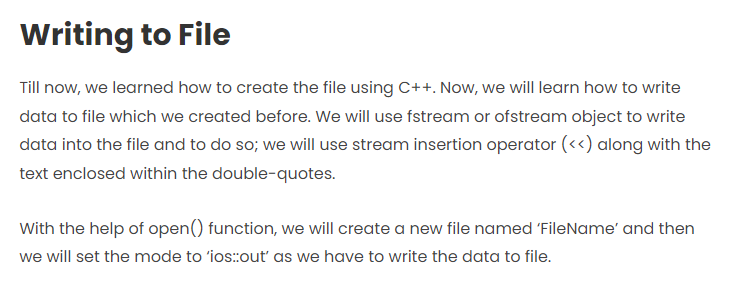 Writing to File
Till now, we learned how to create the file using C++. Now, we will learn how to write
data to file which we created before. We will use fstream or ofstream object to write
data into the file and to do so; we will use stream insertion operator (<<) along with the
text enclosed within the double-quotes.
With the help of open() function, we will create a new file named ‘FileName’ and then
we will set the mode to ‘ios::out’ as we have to write the data to file.